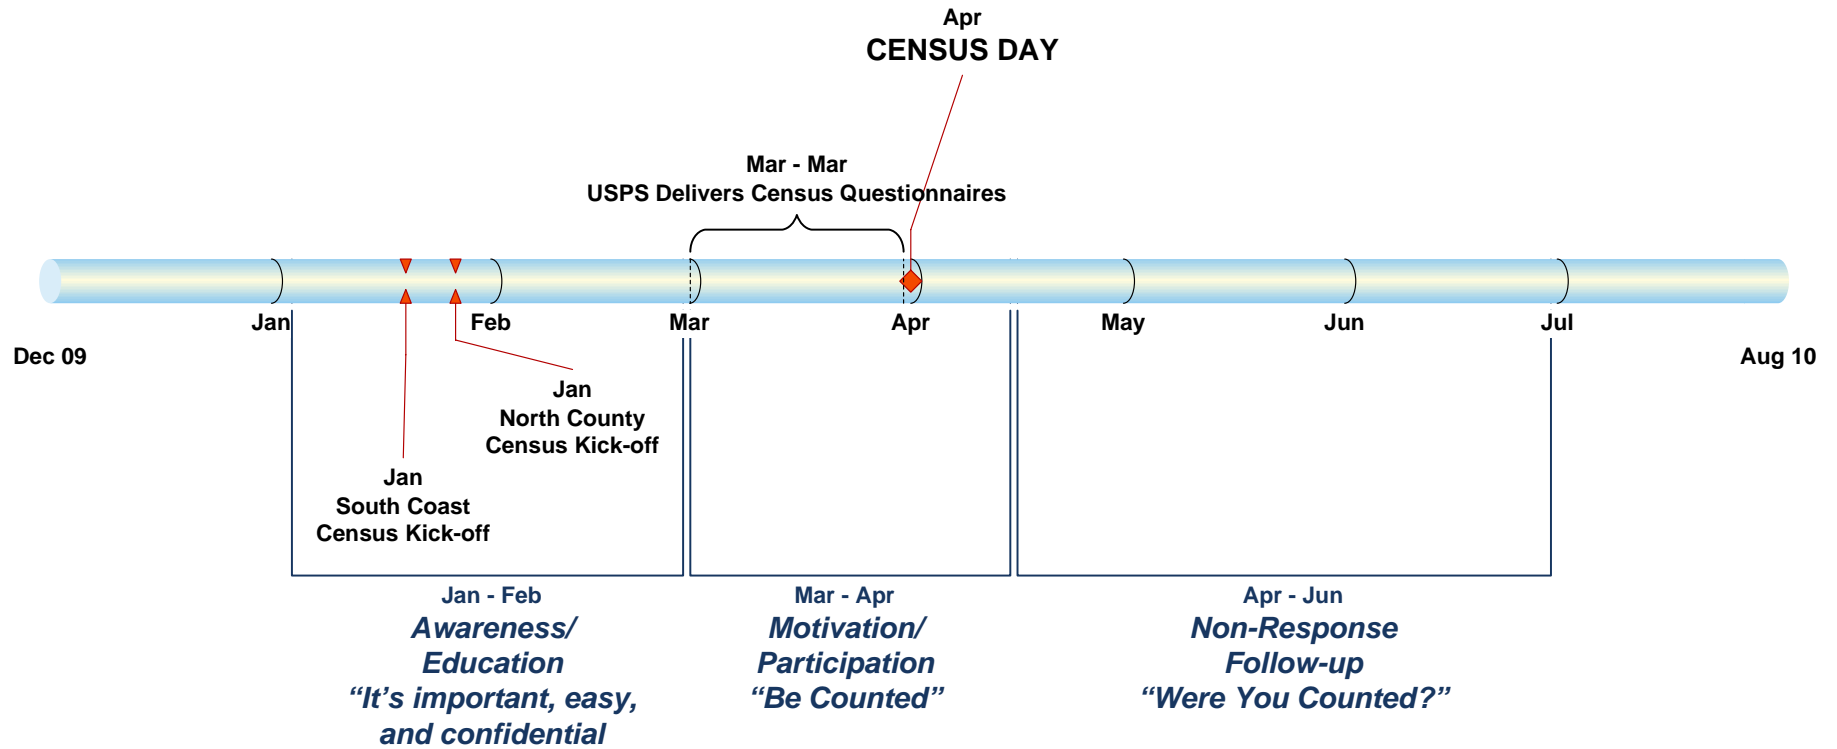 Apr
CENSUS DAY
Mar - Mar
USPS Delivers Census Questionnaires
Jan
Feb
Mar
Apr
May
Jun
Jul
Dec 09
Aug 10
Jan
North County
Census Kick-off
Jan
South Coast
Census Kick-off
Jan - Feb
Awareness/
Education
“It’s important, easy,
and confidential
Mar - Apr
Motivation/
Participation
“Be Counted”
Apr - Jun
Non-Response
Follow-up
“Were You Counted?”